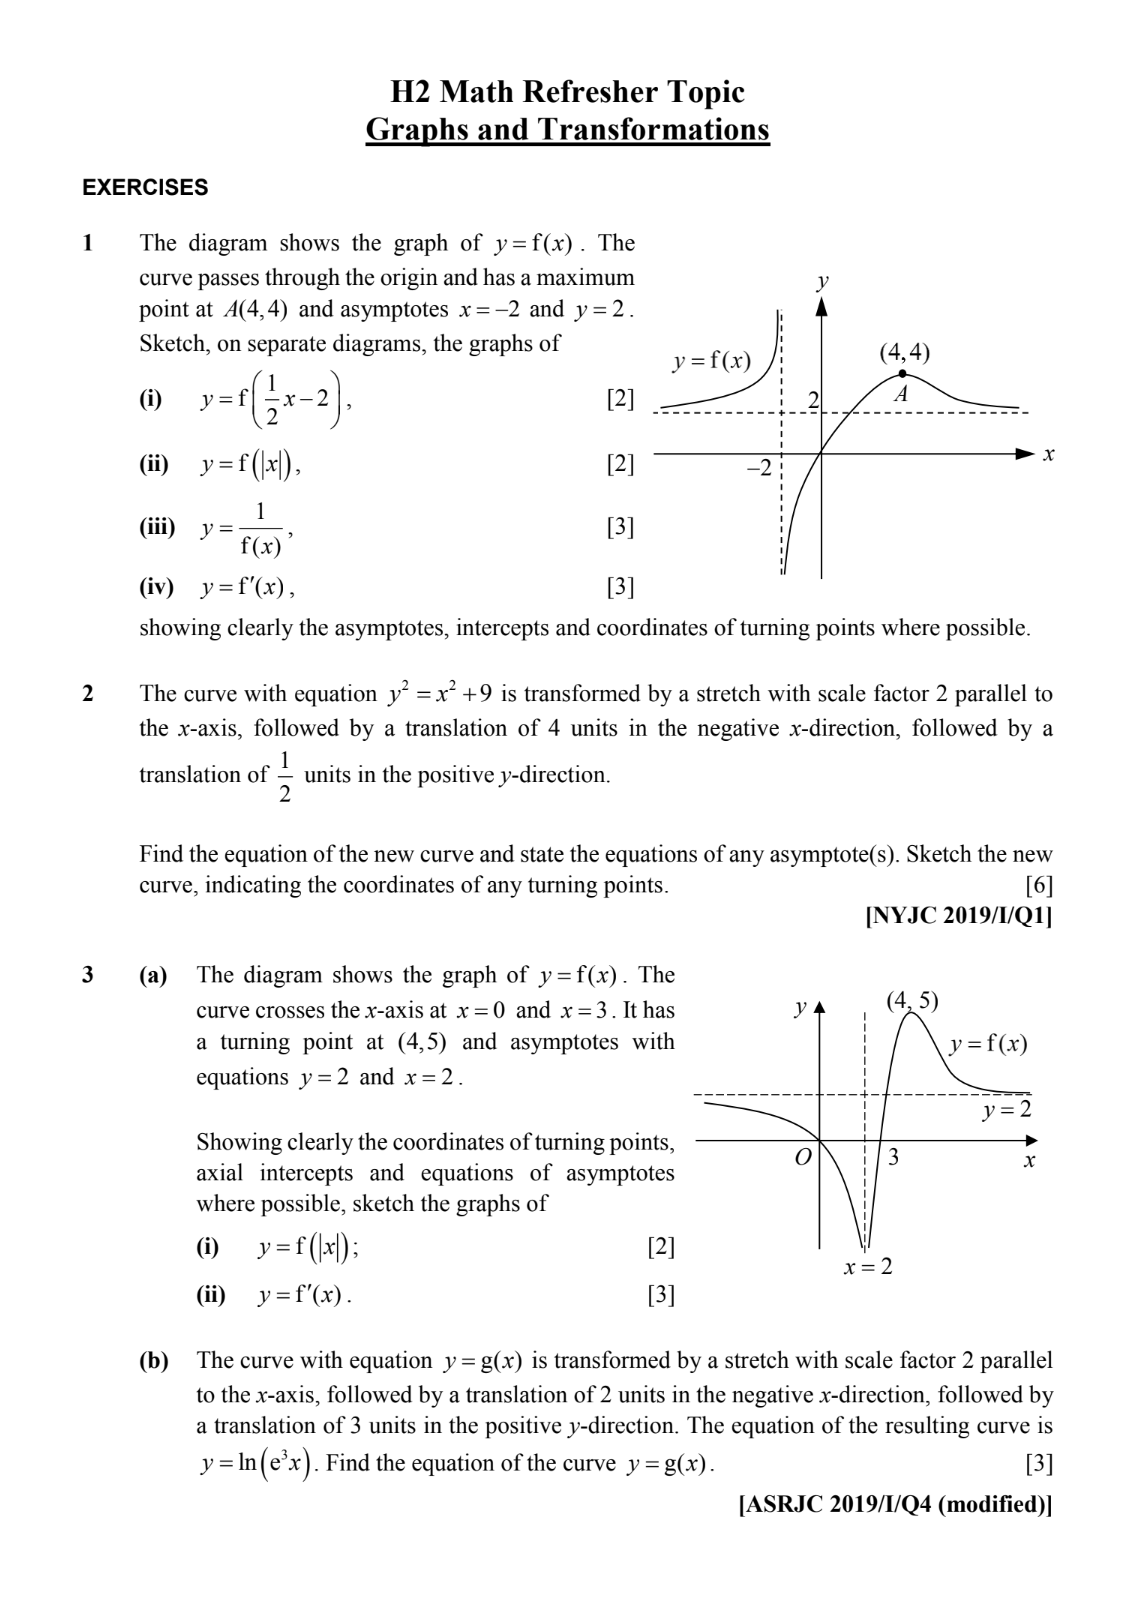 H2 Math Refresher Topic
Graphs and Transformations
EXERCISES
1 The diagram shows the graph of y = f(x) . The
curve passes through the origin and has a maximum
point at A(4,4) and asymptotes x = −2 and y = 2 .
Sketch, on separate diagrams, the graphs of
(i) y = f(1/2 x − 2) , [2]
(ii) y = f(|x|), [2]
(iii) y = 1/f(x) , [3]
(iv) y = f′(x) , [3]
y
y = f(x)
(4,4)
A
2
−2
x
showing clearly the asymptotes, intercepts and coordinates of turning points where possible.
2 The curve with equation y² = x² + 9 is transformed by a stretch with scale factor 2 parallel to
the x-axis, followed by a translation of 4 units in the negative x-direction, followed by a
translation of 1/2 units in the positive y-direction.
Find the equation of the new curve and state the equations of any asymptote(s). Sketch the new
curve, indicating the coordinates of any turning points. [6]
[NYJC 2019/I/Q1]
3 (a) The diagram shows the graph of y = f(x) . The
curve crosses the x-axis at x = 0 and x = 3 . It has
a turning point at (4,5) and asymptotes with
equations y = 2 and x = 2 .
Showing clearly the coordinates of turning points,
axial intercepts and equations of asymptotes
where possible, sketch the graphs of
(i) y = f(|x|); [2]
(ii) y = f′(x) . [3]
y
(4, 5)
y = f(x)
y = 2
O
3
x
x = 2
(b) The curve with equation y = g(x) is transformed by a stretch with scale factor 2 parallel
to the x-axis, followed by a translation of 2 units in the negative x-direction, followed by
a translation of 3 units in the positive y-direction. The equation of the resulting curve is
y = ln(e³x) . Find the equation of the curve y = g(x) . [3]
[ASRJC 2019/I/Q4 (modified)]